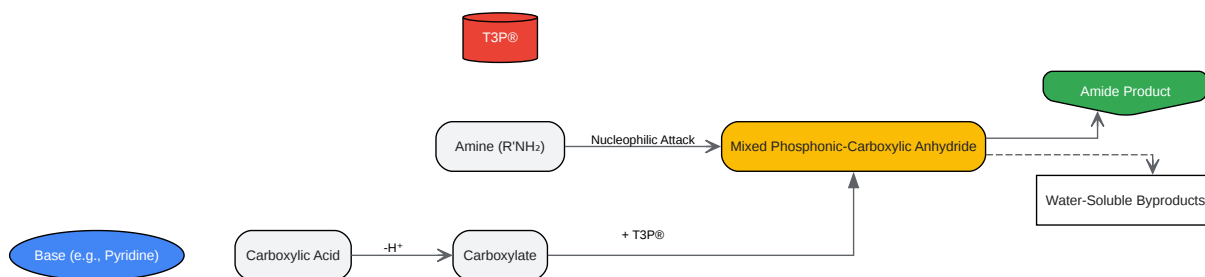 T3P®
Amide Product
Amine (R'NH₂)
Nucleophilic Attack
Mixed Phosphonic-Carboxylic Anhydride
Water-Soluble Byproducts
+ T3P®
Base (e.g., Pyridine)
Carboxylic Acid
-H⁺
Carboxylate